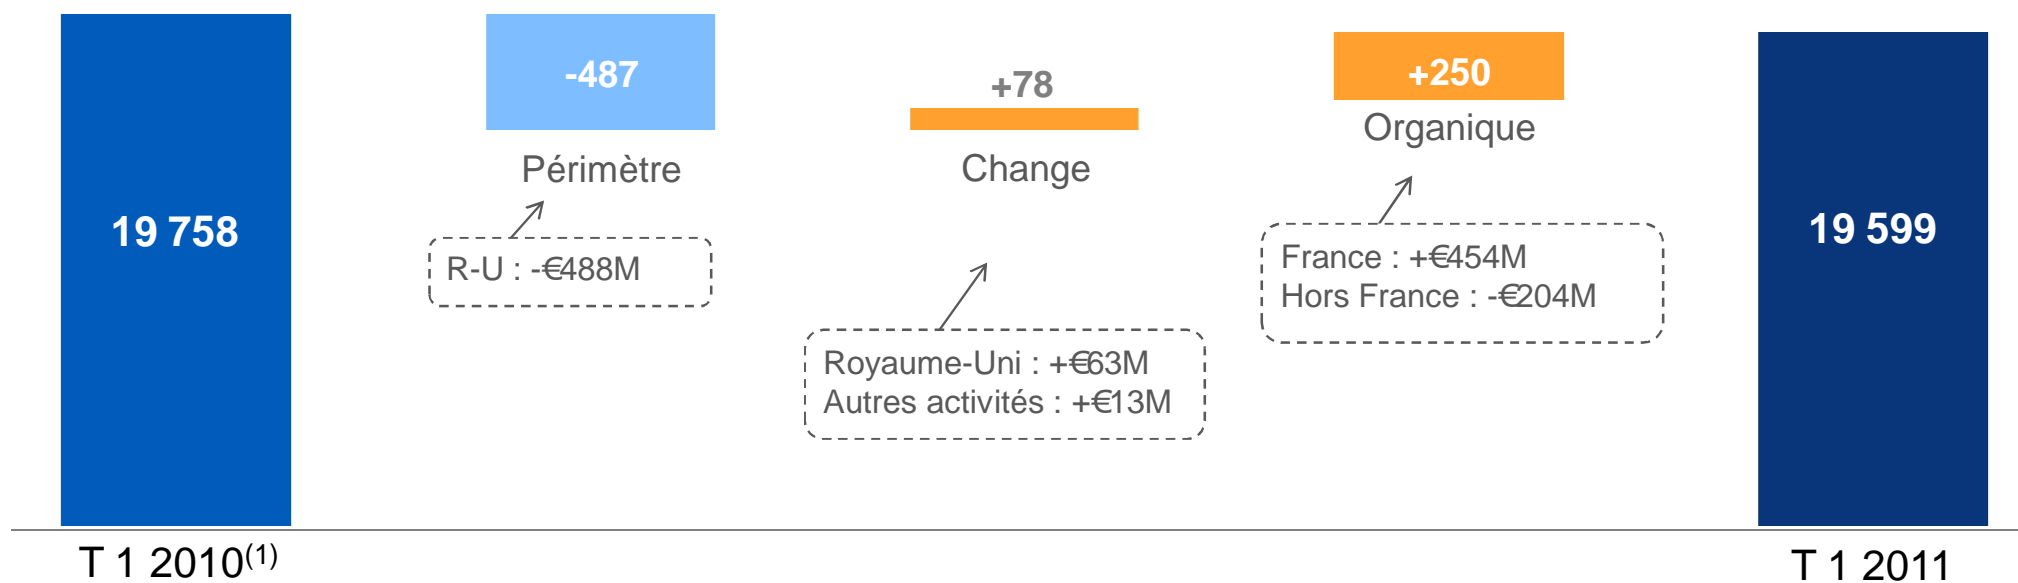 19 758
-487
Périmètre
R-U : -€488M
+78
Change
Royaume-Uni : +€63M
Autres activités : +€13M
+250
Organique
France : +€454M
Hors France : -€204M
19 599
T 1 2010(1)
T 1 2011